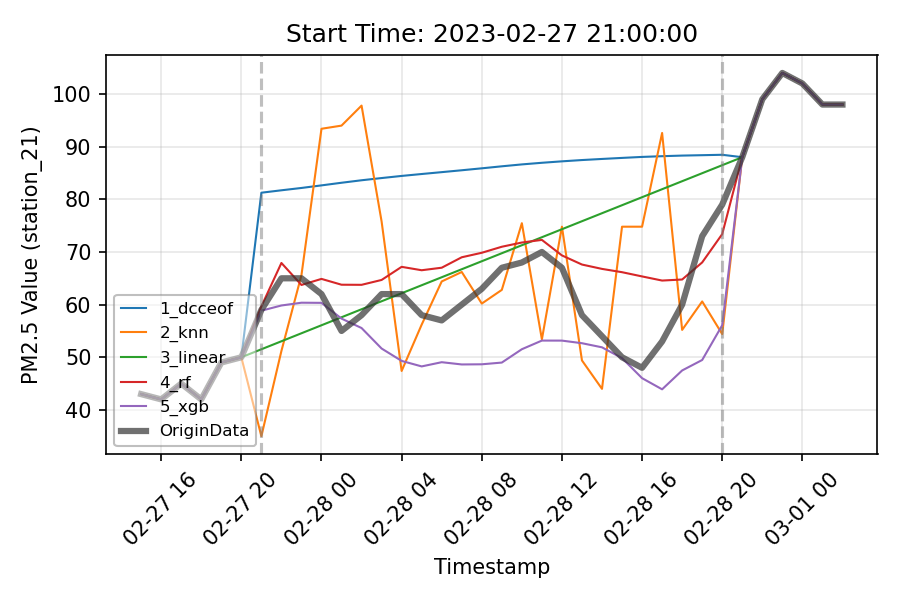 Start Time: 2023-02-27 21:00:00
PM2.5 Value (station_21)
100
90
80
70
60
50
40
1_dcceof
2_knn
3_linear
4_rf
5_xgb
OriginData
02-27 16
02-27 20
02-28 00
02-28 04
02-28 08
02-28 12
02-28 16
02-28 20
03-01 00
Timestamp